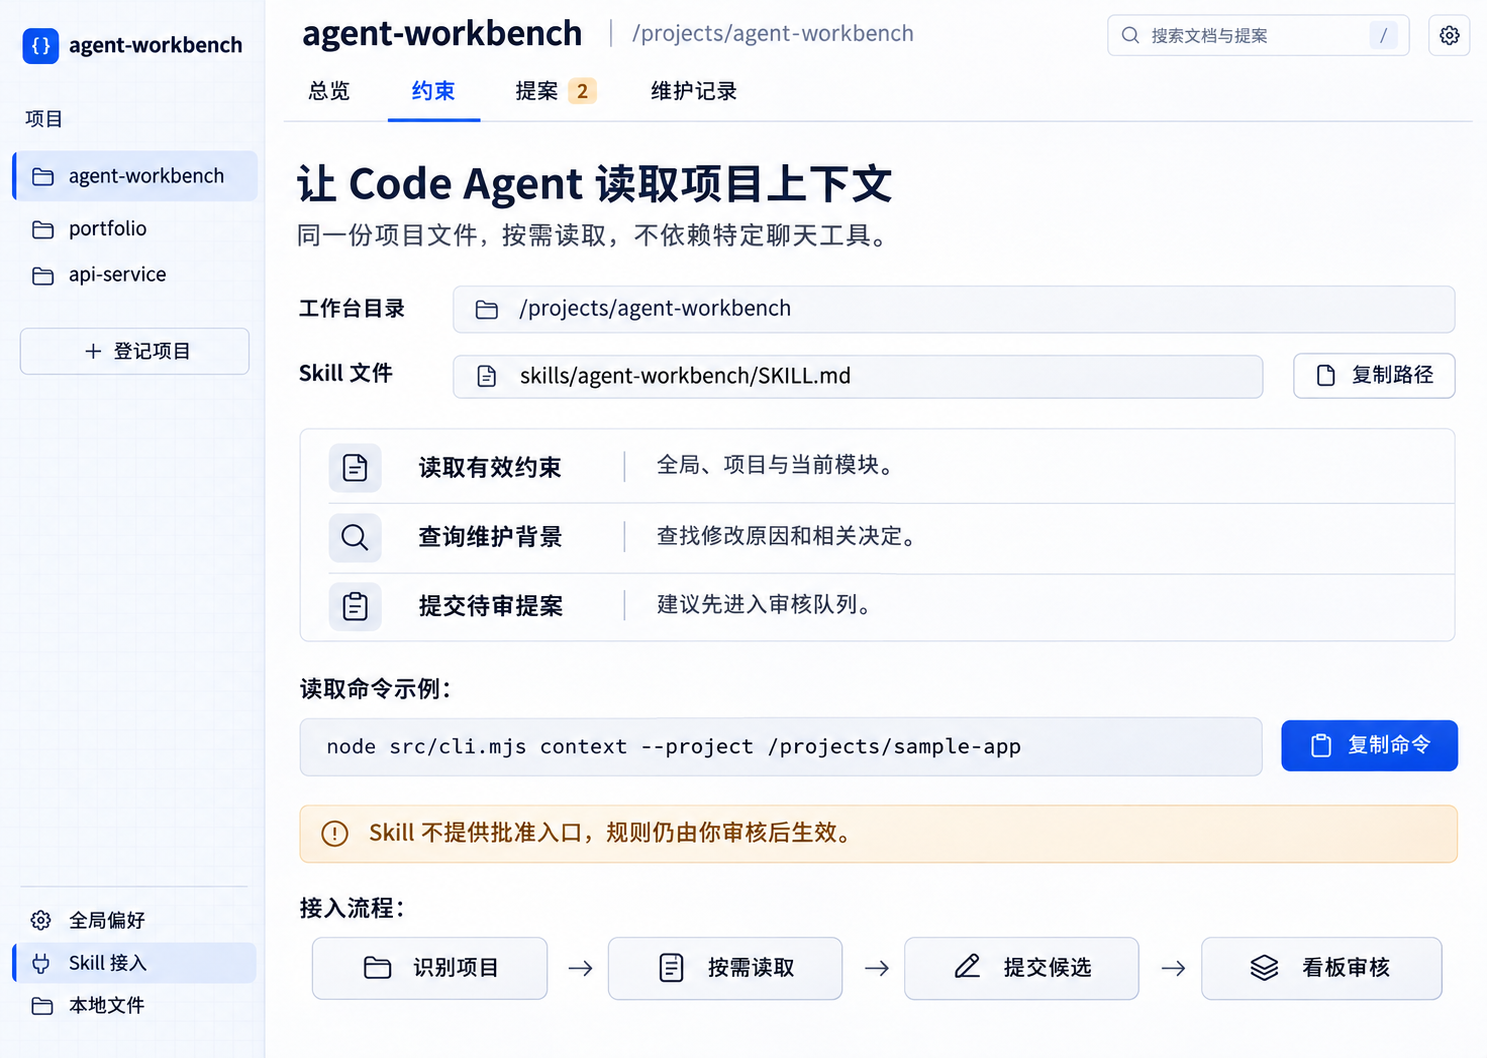 {} agent-workbench
项目
agent-workbench
portfolio
api-service
+ 登记项目
全局偏好
Skill 接入
本地文件
agent-workbench | /projects/agent-workbench
搜索文档与提案 /
总览 约束 提案 2 维护记录
让 Code Agent 读取项目上下文
同一份项目文件，按需读取，不依赖特定聊天工具。
工作台目录 /projects/agent-workbench
Skill 文件 skills/agent-workbench/SKILL.md 复制路径
读取有效约束 | 全局、项目与当前模块。
查询维护背景 | 查找修改原因和相关决定。
提交待审提案 | 建议先进入审核队列。
读取命令示例：
node src/cli.mjs context --project /projects/sample-app 复制命令
Skill 不提供批准入口，规则仍由你审核后生效。
接入流程：
识别项目 → 按需读取 → 提交候选 → 看板审核